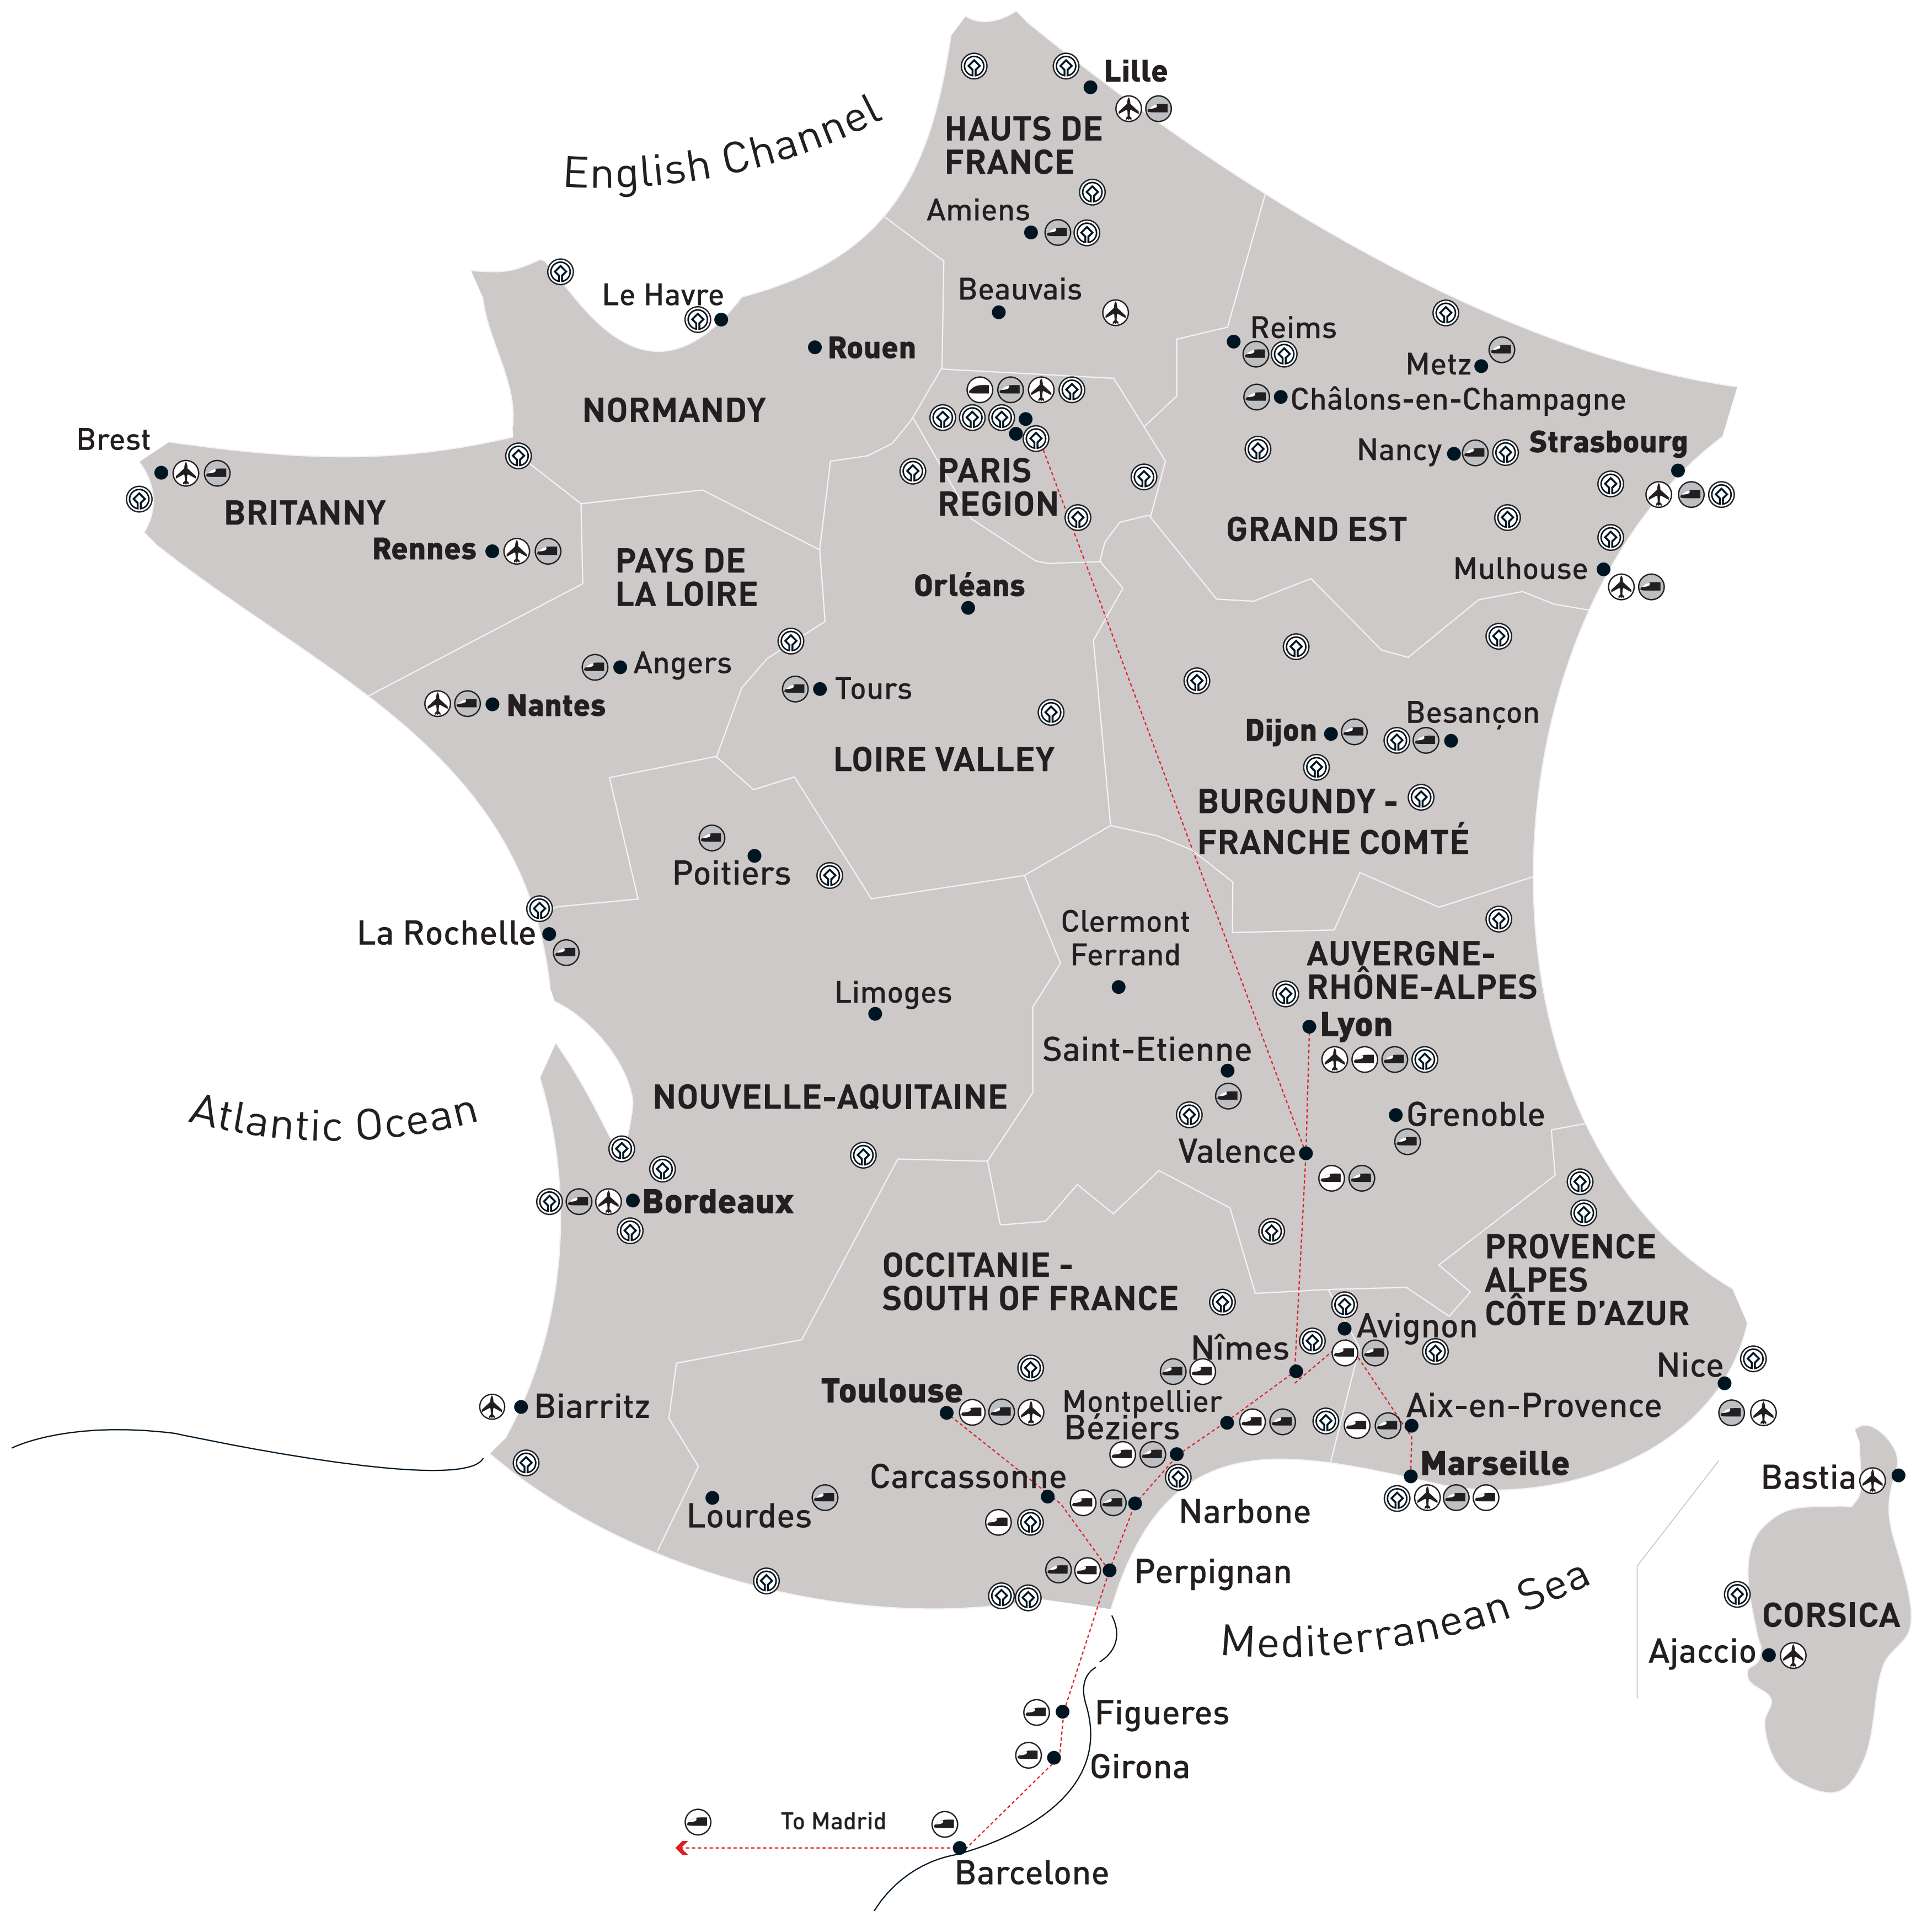 Lille
English Channel
HAUTS DE
FRANCE
Amiens
Beauvais
Le Havre
Rouen
Reims
Metz
Châlons-en-Champagne
NORMANDY
Brest
Nancy
Strasbourg
PARIS
REGION
BRITANNY
GRAND EST
Rennes
PAYS DE
LA LOIRE
Mulhouse
Orléans
Angers
Tours
Nantes
Besançon
Dijon
LOIRE VALLEY
BURGUNDY -
FRANCHE COMTÉ
Poitiers
La Rochelle
Clermont
Ferrand
AUVERGNE-
RHÔNE-ALPES
Limoges
Lyon
Saint-Etienne
NOUVELLE-AQUITAINE
Atlantic Ocean
Grenoble
Valence
Bordeaux
OCCITANIE -
SOUTH OF FRANCE
PROVENCE
ALPES
CÔTE D'AZUR
Avignon
Nîmes
Nice
Toulouse
Montpellier
Béziers
Biarritz
Aix-en-Provence
Marseille
Carcassonne
Bastia
Lourdes
Narbone
Perpignan
Mediterranean Sea
CORSICA
Ajaccio
Figueres
Girona
To Madrid
Barcelone